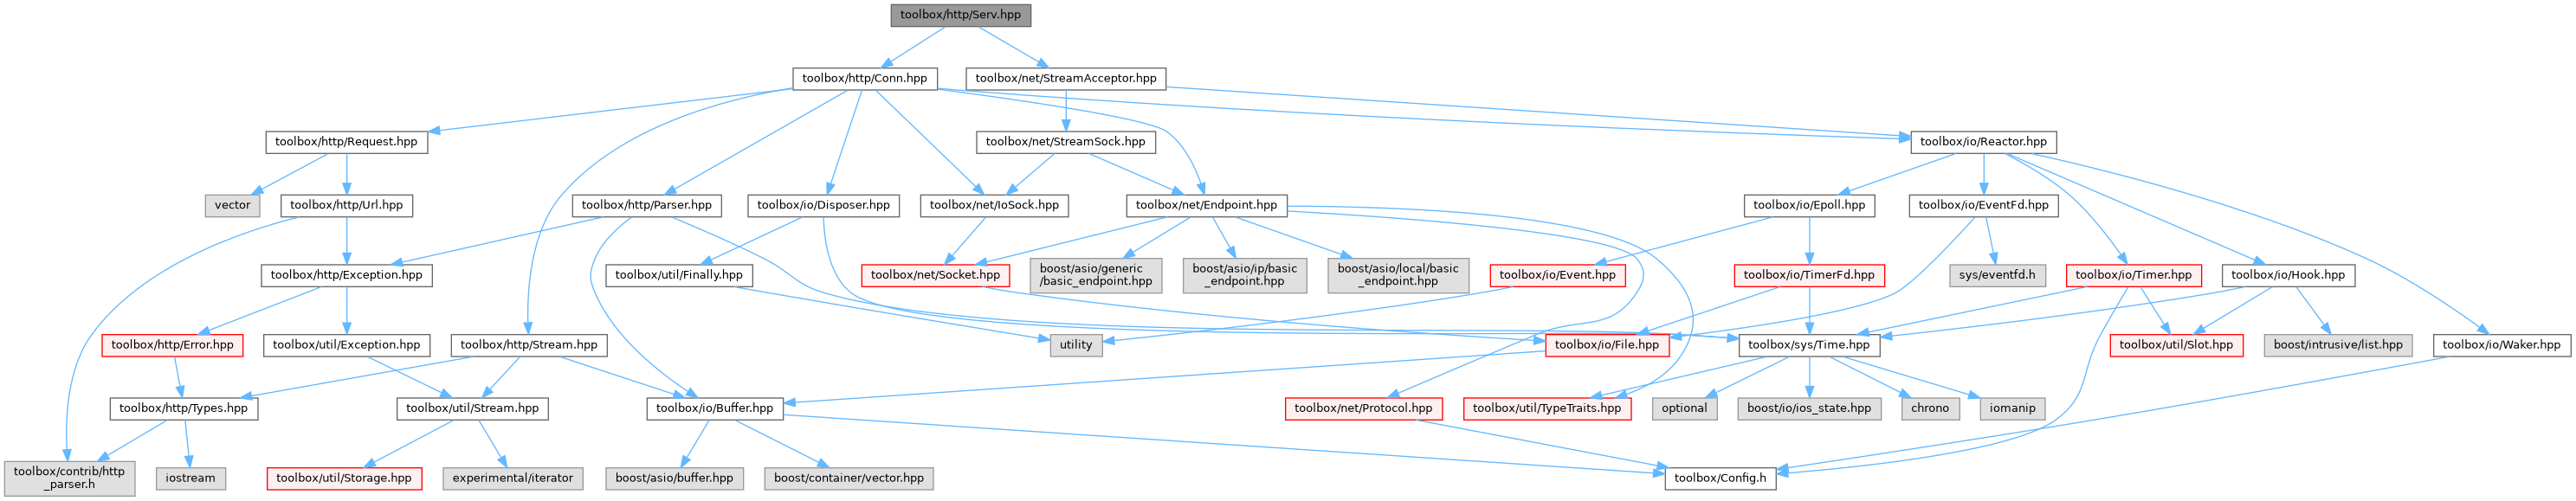 toolbox/http/Serv.hpp
toolbox/http/Conn.hpp
toolbox/net/StreamAcceptor.hpp
toolbox/http/Request.hpp
toolbox/net/StreamSock.hpp
toolbox/io/Reactor.hpp
vector
toolbox/http/Url.hpp
toolbox/http/Parser.hpp
toolbox/io/Disposer.hpp
toolbox/net/IoSock.hpp
toolbox/net/Endpoint.hpp
toolbox/io/Epoll.hpp
toolbox/io/EventFd.hpp
toolbox/http/Exception.hpp
toolbox/util/Finally.hpp
toolbox/net/Socket.hpp
boost/asio/generic
/basic_endpoint.hpp
boost/asio/ip/basic
_endpoint.hpp
boost/asio/local/basic
_endpoint.hpp
toolbox/io/Event.hpp
toolbox/io/TimerFd.hpp
sys/eventfd.h
toolbox/io/Timer.hpp
toolbox/io/Hook.hpp
toolbox/http/Error.hpp
toolbox/util/Exception.hpp
toolbox/http/Stream.hpp
utility
toolbox/io/File.hpp
toolbox/sys/Time.hpp
toolbox/util/Slot.hpp
boost/intrusive/list.hpp
toolbox/io/Waker.hpp
toolbox/http/Types.hpp
toolbox/util/Stream.hpp
toolbox/io/Buffer.hpp
toolbox/net/Protocol.hpp
toolbox/util/TypeTraits.hpp
optional
boost/io/ios_state.hpp
chrono
iomanip
toolbox/contrib/http
_parser.h
iostream
toolbox/util/Storage.hpp
experimental/iterator
boost/asio/buffer.hpp
boost/container/vector.hpp
toolbox/Config.h